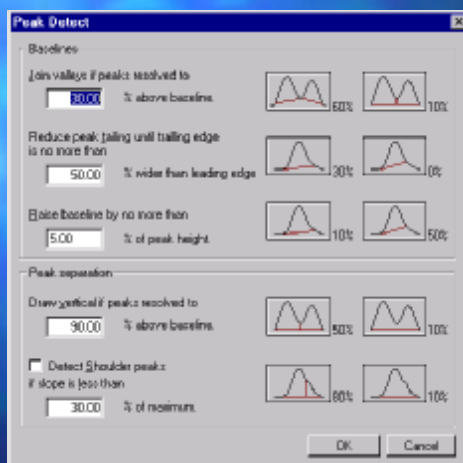 Peak Detect
Baselines
Join valleys if peaks resolved to
30.00 % above baseline.
60% 10%
Reduce peak tailing until trailing edge
is no more than
50.00 % wider than leading edge
30% 0%
Raise baseline by no more than
5.00 % of peak height.
10% 50%
Peak separation
Draw vertical if peaks resolved to
90.00 % above baseline.
50% 10%
Detect Shoulder peaks
if slope is less than
30.00 % of maximum.
80% 10%
OK Cancel